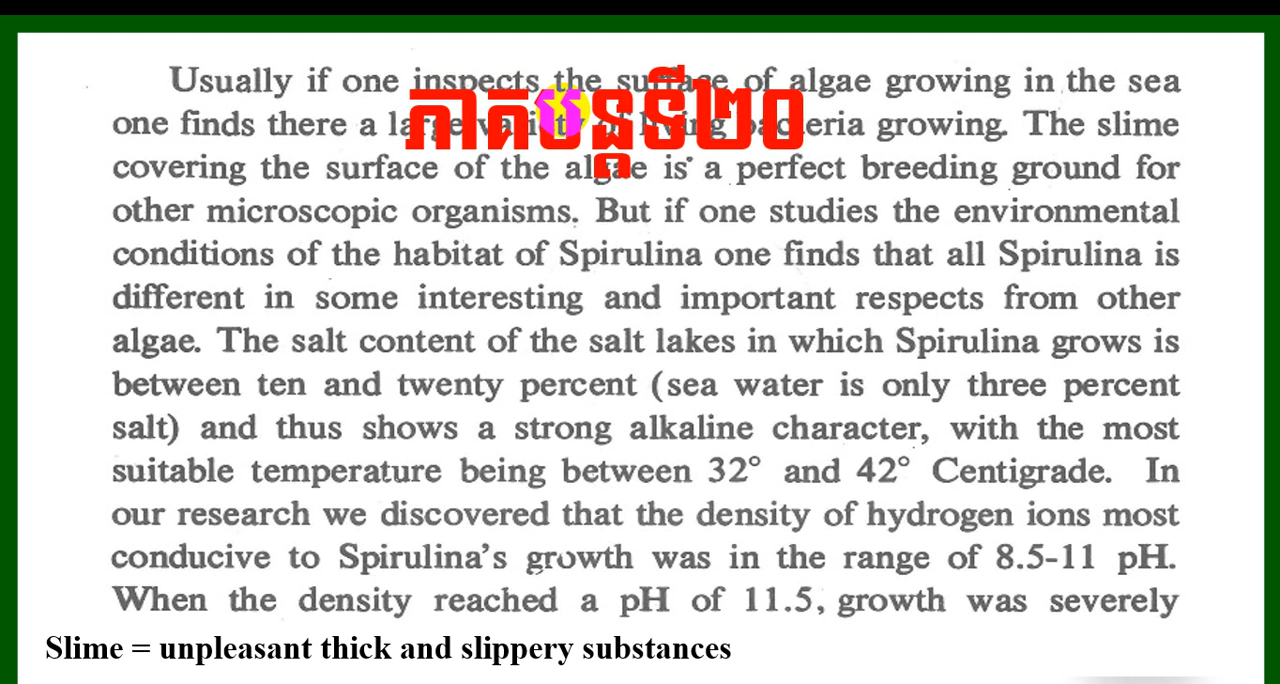 Usually if one inspects the surface of algae growing in the sea
one finds there a large variety of living bacteria growing. The slime
ភាគបន្តទី២០
covering the surface of the algae is a perfect breeding ground for
other microscopic organisms. But if one studies the environmental
conditions of the habitat of Spirulina one finds that all Spirulina is
different in some interesting and important respects from other
algae. The salt content of the salt lakes in which Spirulina grows is
between ten and twenty percent (sea water is only three percent
salt) and thus shows a strong alkaline character, with the most
suitable temperature being between 32° and 42° Centigrade. In
our research we discovered that the density of hydrogen ions most
conducive to Spirulina's growth was in the range of 8.5-11 pH.
When the density reached a pH of 11.5, growth was severely
Slime = unpleasant thick and slippery substances